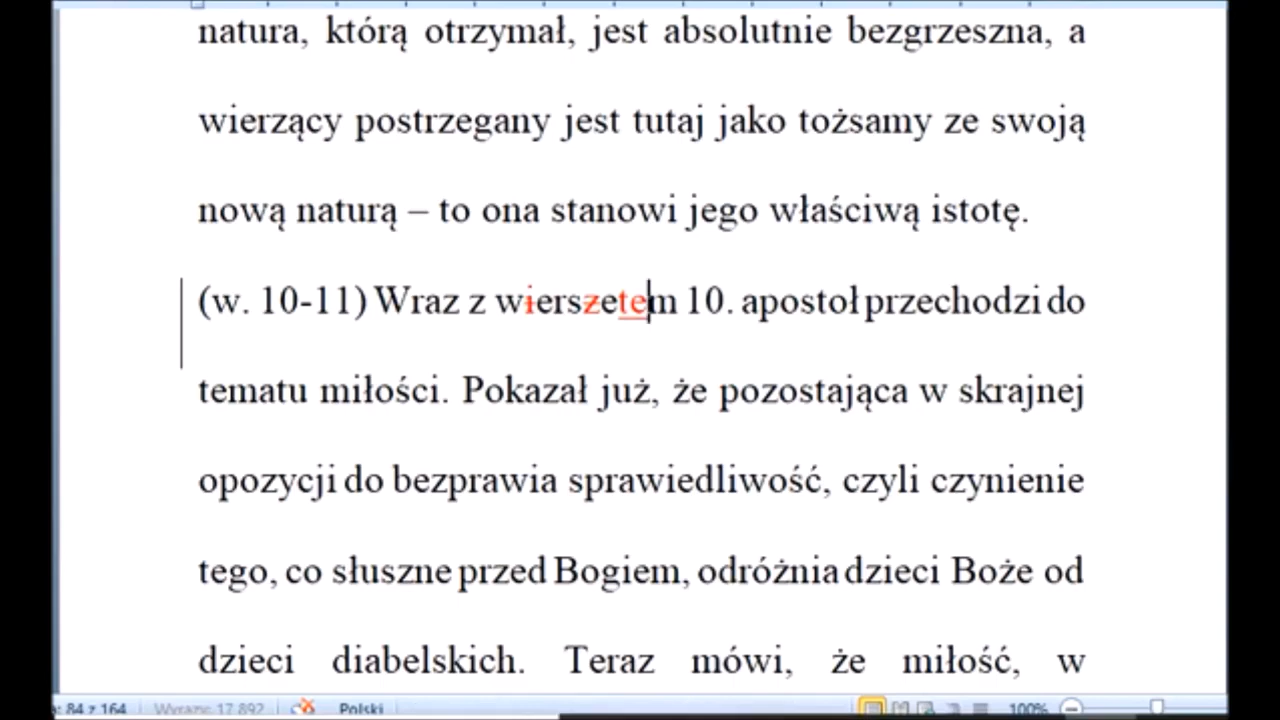 natura, którą otrzymał, jest absolutnie bezgrzeszna, a
wierzący postrzegany jest tutaj jako tożsamy ze swoją
nową naturą – to ona stanowi jego właściwą istotę.
(w. 10-11) Wraz z wierszetem 10. apostoł przechodzi do
tematu miłości. Pokazał już, że pozostająca w skrajnej
opozycji do bezprawia sprawiedliwość, czyli czynienie
tego, co słuszne przed Bogiem, odróżnia dzieci Boże od
dzieci diabelskich. Teraz mówi, że miłość, w
: 84 z 164 Wyrazy: 17 892 Polski 100%